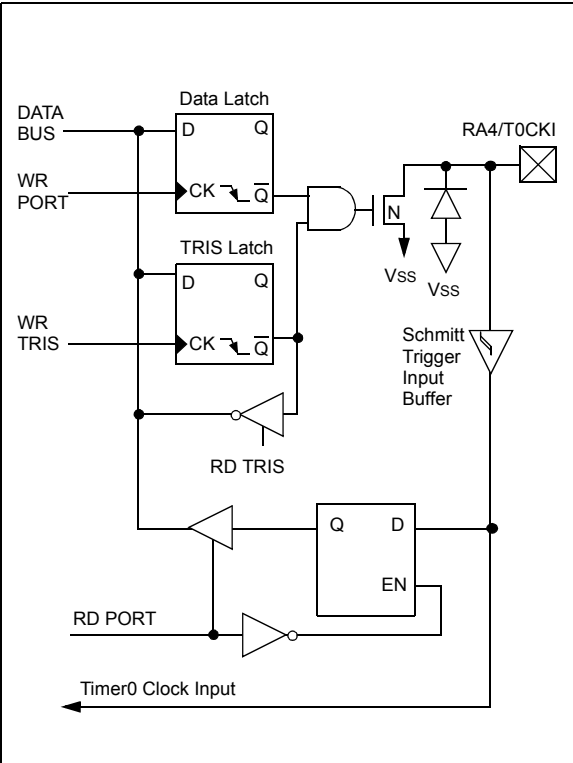 Data Latch
DATA
BUS
D
Q
RA4/T0CKI
WR
PORT
CK
Q
N
TRIS Latch
VSS
VSS
D
Q
WR
TRIS
CK
Q
Schmitt
Trigger
Input
Buffer
RD TRIS
Q
D
EN
RD PORT
Timer0 Clock Input